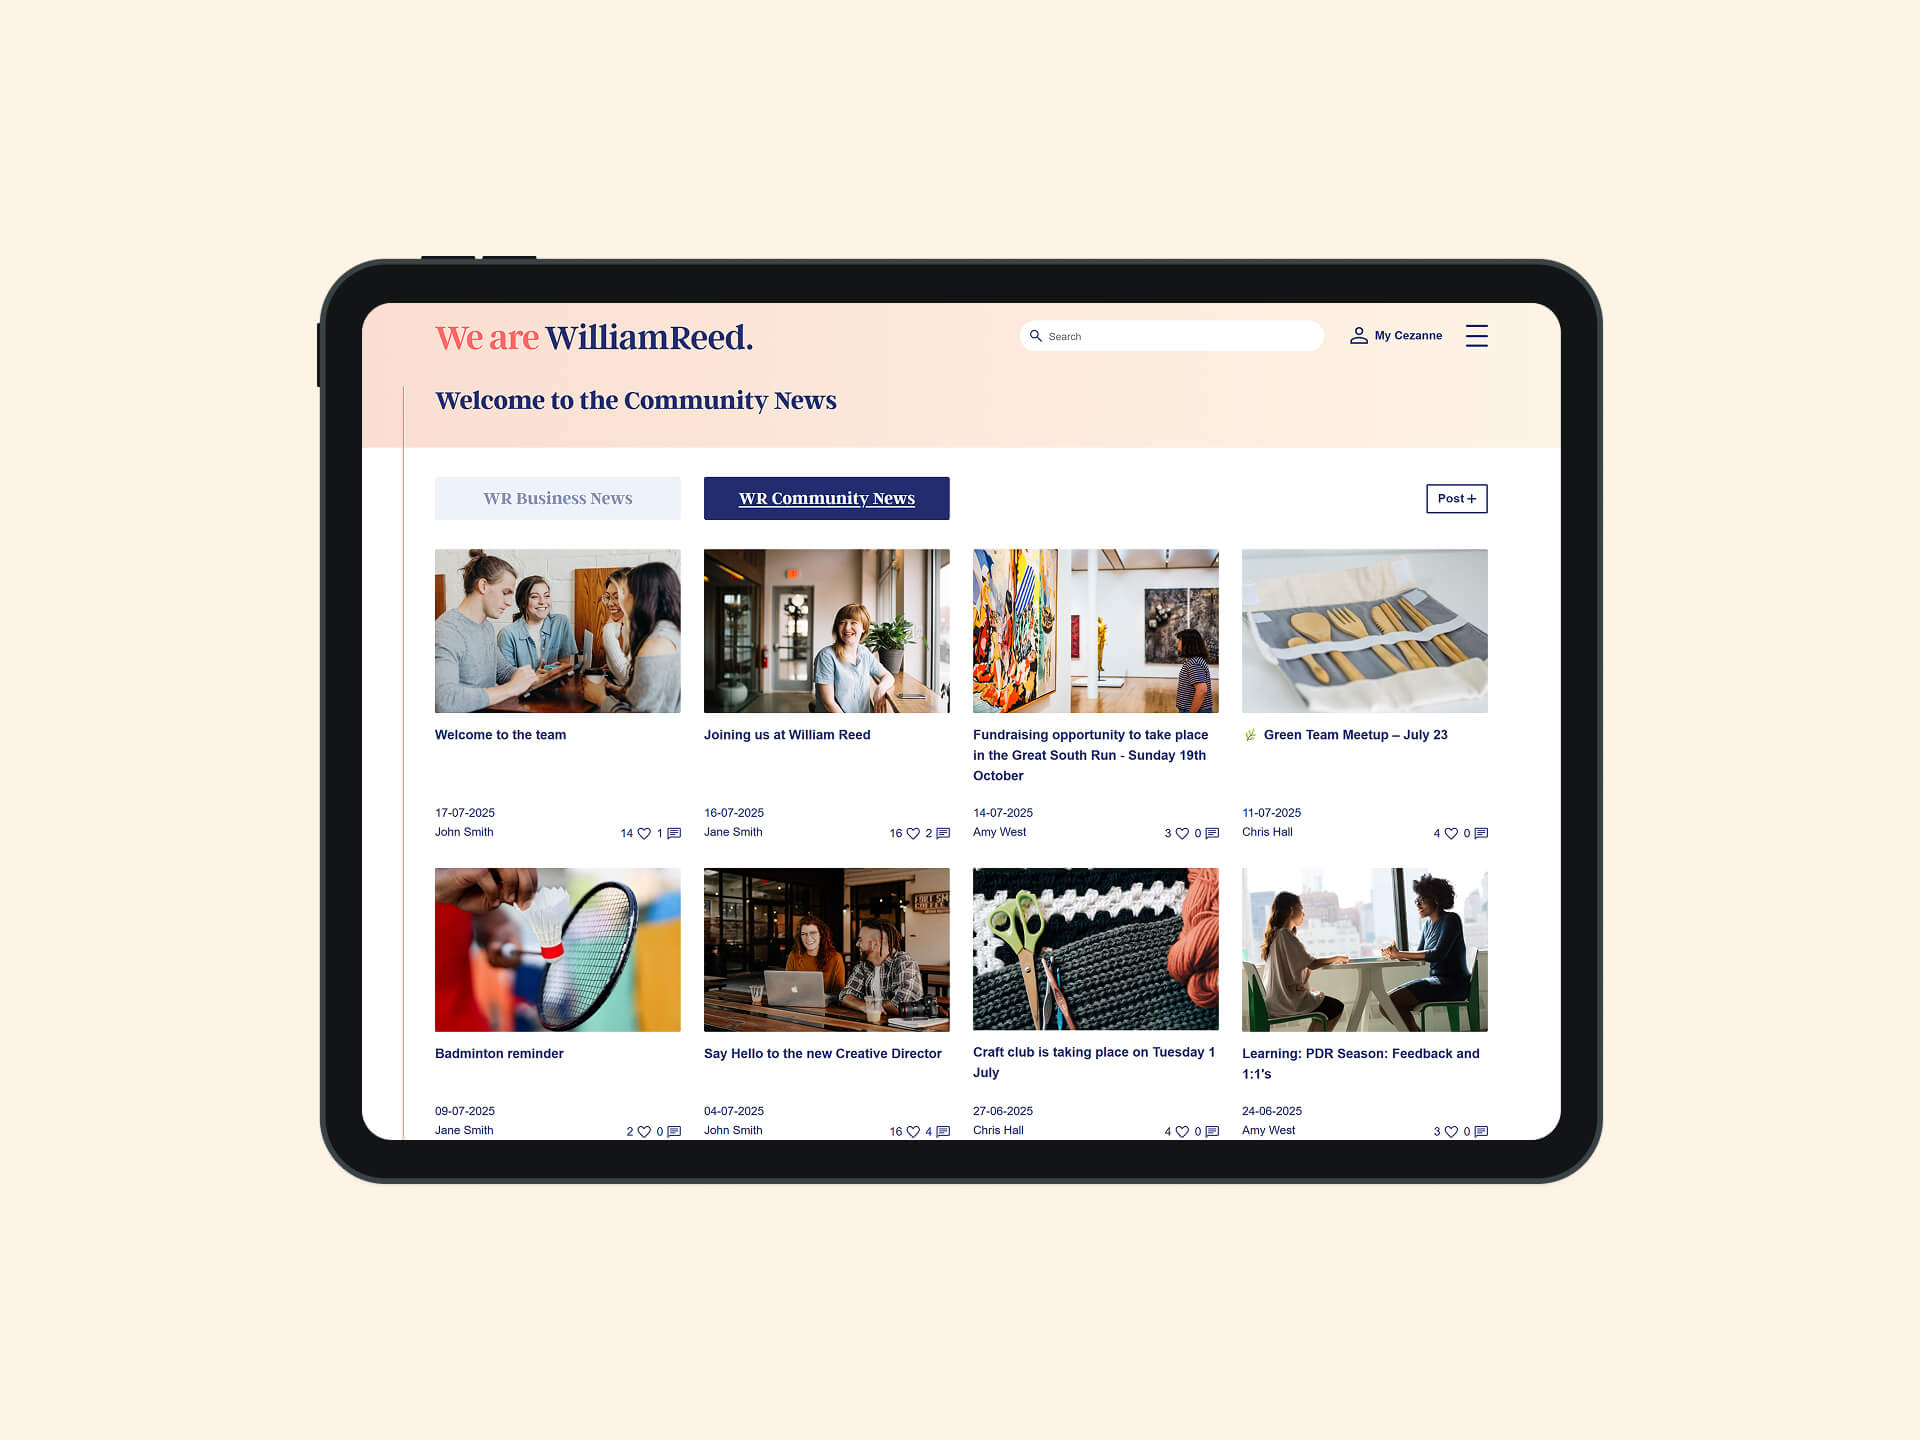 We are WilliamReed.
Search
My Cezanne
Welcome to the Community News
WR Business News
WR Community News
Post+
Welcome to the team
17-07-2025
John Smith
14 1
Joining us at William Reed
16-07-2025
Jane Smith
16 2
Fundraising opportunity to take place
in the Great South Run - Sunday 19th
October
14-07-2025
Amy West
3 0
🌿 Green Team Meetup – July 23
11-07-2025
Chris Hall
4 0
Badminton reminder
09-07-2025
Jane Smith
2 0
Say Hello to the new Creative Director
04-07-2025
John Smith
16 4
Craft club is taking place on Tuesday 1
July
27-06-2025
Chris Hall
4 0
Learning: PDR Season: Feedback and
1:1's
24-06-2025
Amy West
3 0